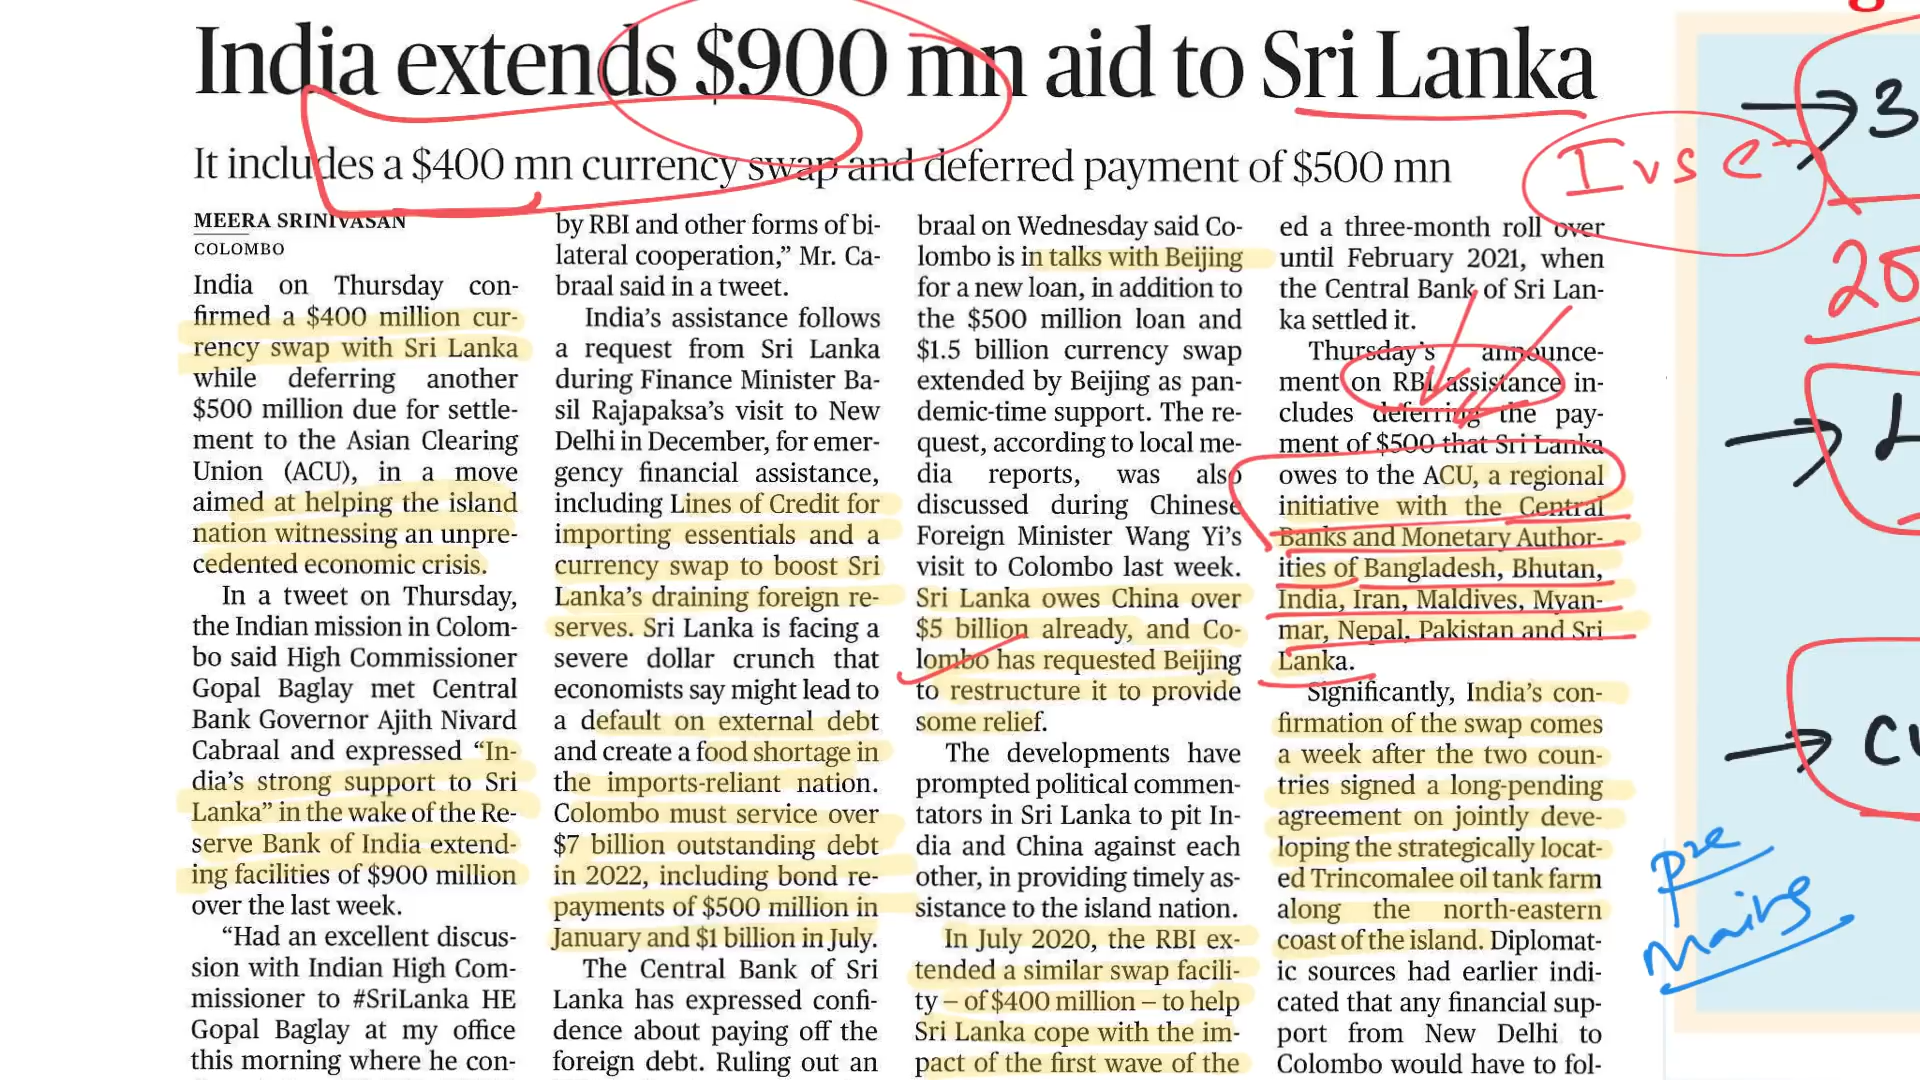 India extends $900 mn aid to Sri Lanka
It includes a $400 mn currency swap and deferred payment of $500 mn
MEERA SRINIVASAN
COLOMBO
India on Thursday con-
firmed a $400 million cur-
rency swap with Sri Lanka
while deferring another
$500 million due for settle-
ment to the Asian Clearing
Union (ACU), in a move
aimed at helping the island
nation witnessing an unpre-
cedented economic crisis.
In a tweet on Thursday,
the Indian mission in Colom-
bo said High Commissioner
Gopal Baglay met Central
Bank Governor Ajith Nivard
Cabraal and expressed “In-
dia’s strong support to Sri
Lanka” in the wake of the Re-
serve Bank of India extend-
ing facilities of $900 million
over the last week.
“Had an excellent discus-
sion with Indian High Com-
missioner to #SriLanka HE
Gopal Baglay at my office
this morning where he con-
by RBI and other forms of bi-
lateral cooperation,” Mr. Ca-
braal said in a tweet.
India’s assistance follows
a request from Sri Lanka
during Finance Minister Ba-
sil Rajapaksa’s visit to New
Delhi in December, for emer-
gency financial assistance,
including Lines of Credit for
importing essentials and a
currency swap to boost Sri
Lanka’s draining foreign re-
serves. Sri Lanka is facing a
severe dollar crunch that
economists say might lead to
a default on external debt
and create a food shortage in
the imports-reliant nation.
Colombo must service over
$7 billion outstanding debt
in 2022, including bond re-
payments of $500 million in
January and $1 billion in July.
The Central Bank of Sri
Lanka has expressed confi-
dence about paying off the
foreign debt. Ruling out an
braal on Wednesday said Co-
lombo is in talks with Beijing
for a new loan, in addition to
the $500 million loan and
$1.5 billion currency swap
extended by Beijing as pan-
demic-time support. The re-
quest, according to local me-
dia reports, was also
discussed during Chinese
Foreign Minister Wang Yi’s
visit to Colombo last week.
Sri Lanka owes China over
$5 billion already, and Co-
lombo has requested Beijing
to restructure it to provide
some relief.
The developments have
prompted political commen-
tators in Sri Lanka to pit In-
dia and China against each
other, in providing timely as-
sistance to the island nation.
In July 2020, the RBI ex-
tended a similar swap facili-
ty – of $400 million – to help
Sri Lanka cope with the im-
pact of the first wave of the
ed a three-month roll over
until February 2021, when
the Central Bank of Sri Lan-
ka settled it.
Thursday’s announce-
ment on RBI assistance in-
cludes deferring the pay-
ment of $500 that Sri Lanka
owes to the ACU, a regional
initiative with the Central
Banks and Monetary Author-
ities of Bangladesh, Bhutan,
India, Iran, Maldives, Myan-
mar, Nepal, Pakistan and Sri
Lanka.
Significantly, India’s con-
firmation of the swap comes
a week after the two coun-
tries signed a long-pending
agreement on jointly deve-
loping the strategically locat-
ed Trincomalee oil tank farm
along the north-eastern
coast of the island. Diplomat-
ic sources had earlier indi-
cated that any financial sup-
port from New Delhi to
Colombo would have to fol-
I vs C
3
20
L
Cu
Pre
Mains